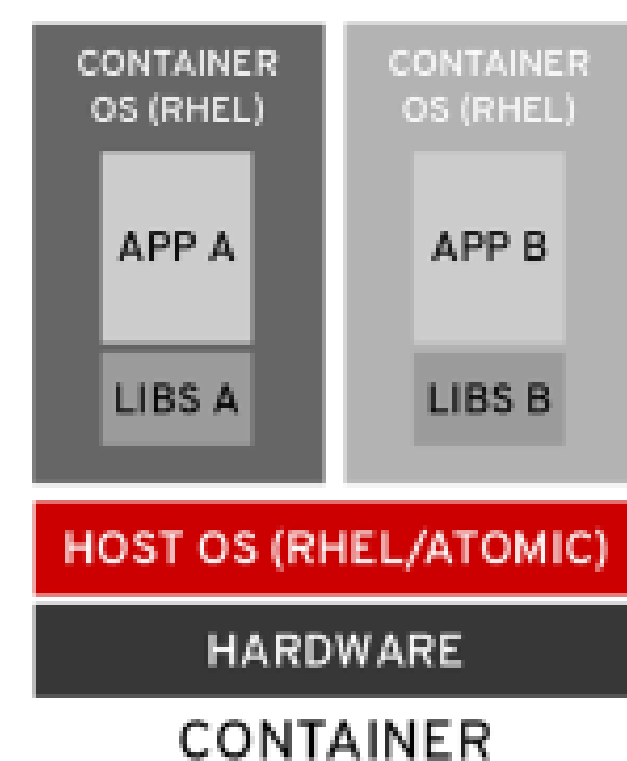 CONTAINER
OS (RHEL)
APP A
LIBS A
CONTAINER
OS (RHEL)
APP B
LIBS B
HOST OS (RHEL/ATOMIC)
HARDWARE
CONTAINER